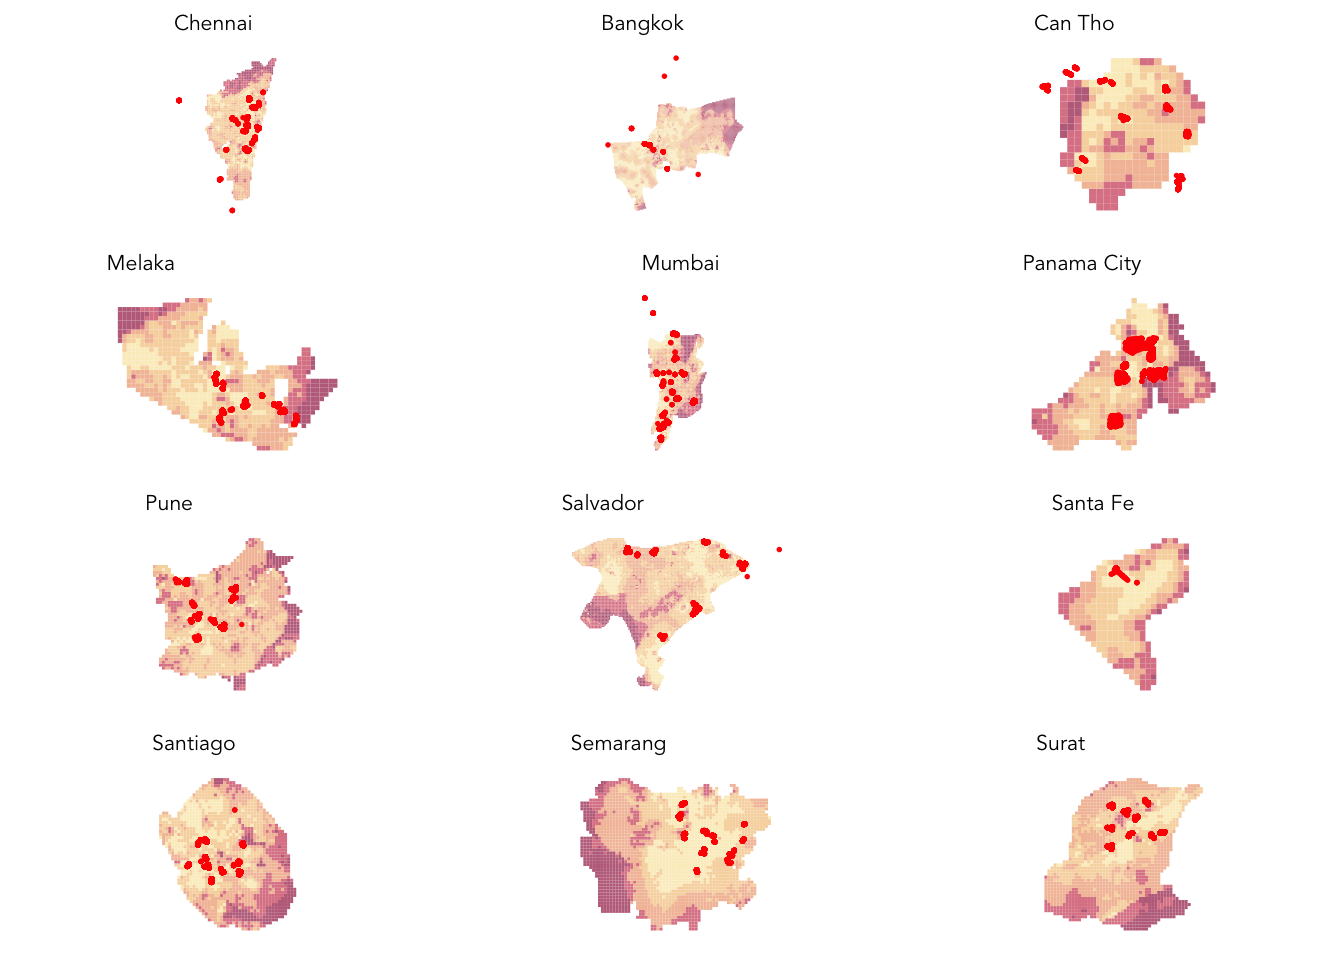 Chennai
Bangkok
Can Tho
Melaka
Mumbai
Panama City
Pune
Salvador
Santa Fe
Santiago
Semarang
Surat